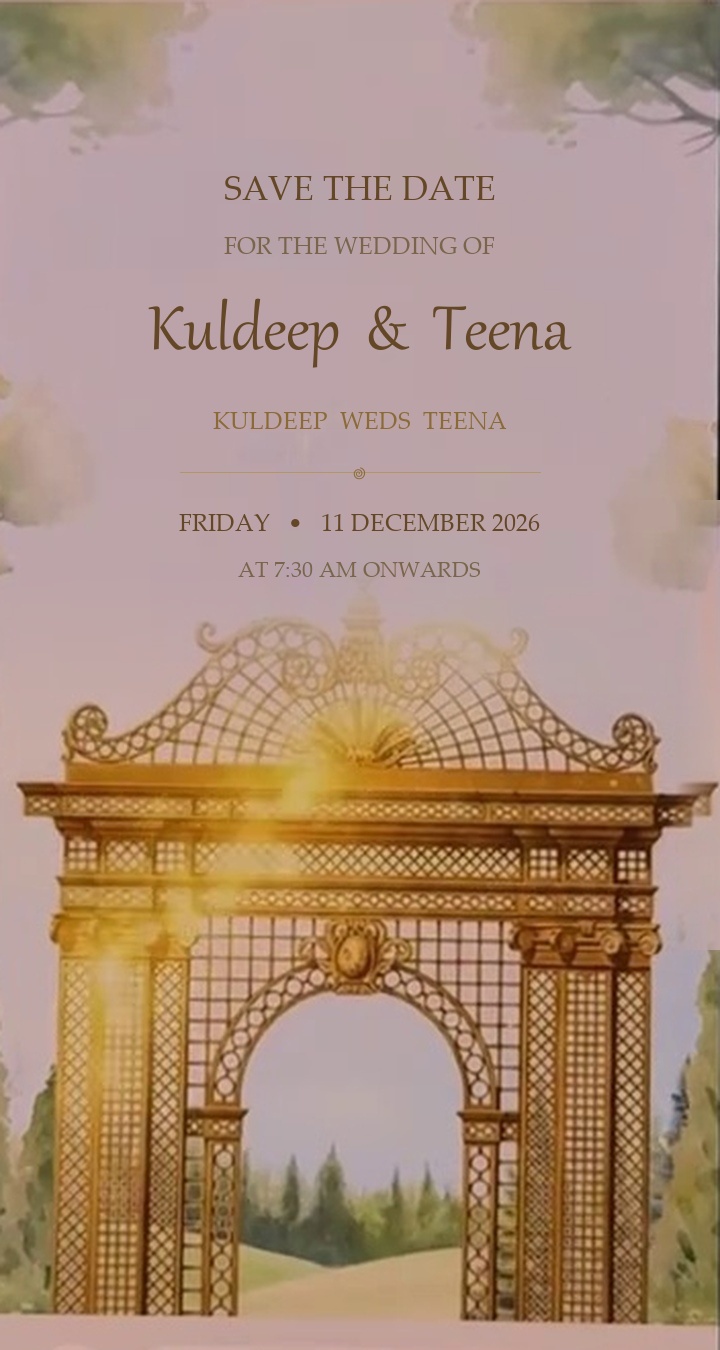 SAVE THE DATE
FOR THE WEDDING OF
Kuldeep & Teena
KULDEEP WEDS TEENA
FRIDAY • 11 DECEMBER 2026
AT 7:30 AM ONWARDS